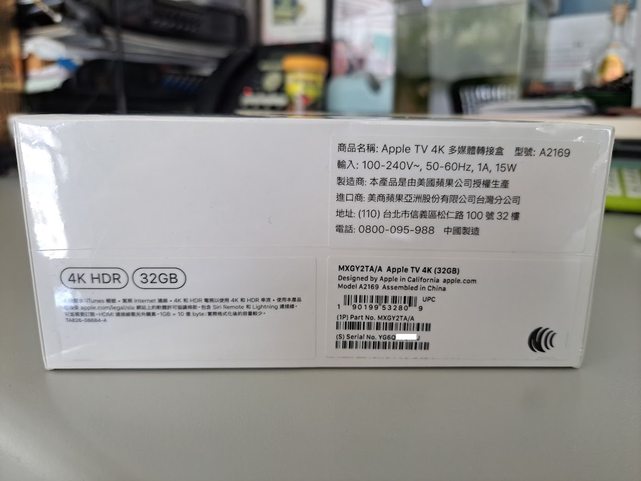 商品名稱: Apple TV 4K 多媒體轉接盒 型號: A2169
輸入: 100-240V~, 50-60Hz, 1A, 15W
製造商: 本產品是由美國蘋果公司授權生產
進口商: 美商蘋果亞洲股份有限公司台灣分公司
地址: (110) 台北市信義區松仁路 100 號 32 樓
電話: 0800-095-988 中國製造
4K HDR 32GB
TA826-06684-A
MXGY2TA/A Apple TV 4K (32GB)
Designed by Apple in California apple.com
Model A2169 Assembled in China
UPC
1 90199 53280 9
(1P) Part No. MXGY2TA/A
(S) Serial No. YG6Q